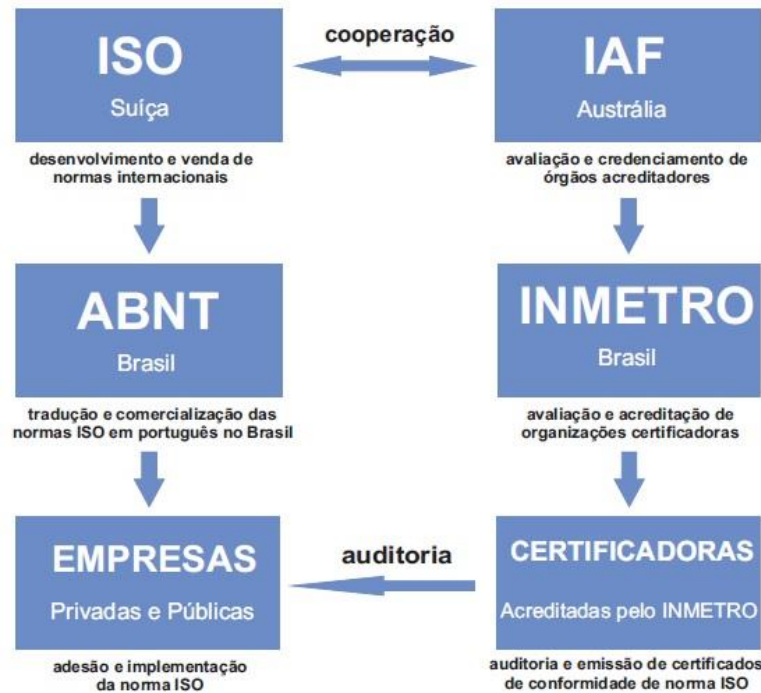 ISO
Suíça
desenvolvimento e venda de
normas internacionais
cooperação
IAF
Austrália
avaliação e credenciamento de
órgãos acreditadores
ABNT
Brasil
tradução e comercialização das
normas ISO em português no Brasil
INMETRO
Brasil
avaliação e acreditação de
organizações certificadoras
EMPRESAS
Privadas e Públicas
adesão e implementação
da norma ISO
auditoria
CERTIFICADORAS
Acreditadas pelo INMETRO
auditoria e emissão de certificados
de conformidade de norma ISO